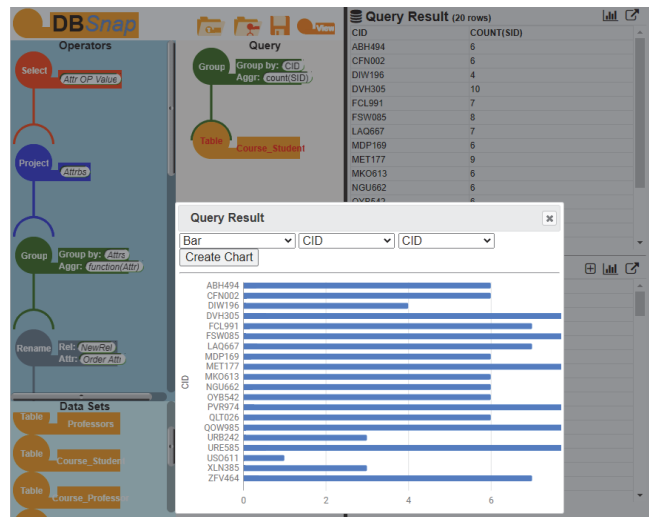 DBSnap
View
Operators
Select
Attr OP Value
Project
Attrbs
Group
Group by: Attrs
Aggr: function(Attr)
Rename
Rel: NewRel
Attr: Order Attr
Data Sets
Table
Professors
Table
Course_Student
Table
Course_Professor
Query
Group
Group by: CID
Aggr: count(SID)
Table
Course_Student
Query Result (20 rows)
CID COUNT(SID)
ABH494 6
CFN002 6
DIW196 4
DVH305 10
FCL991 7
FSW085 8
LAQ667 7
MDP169 6
MET177 9
MKO613 6
NGU662 6
OYB542 6
Query Result
Bar CID CID
Create Chart
CID
ABH494
CFN002
DIW196
DVH305
FCL991
FSW085
LAQ667
MDP169
MET177
MKO613
NGU662
OYB542
PVR974
QLT026
QOW985
URB242
URE585
USO611
XLN385
ZFV464
0 2 4 6